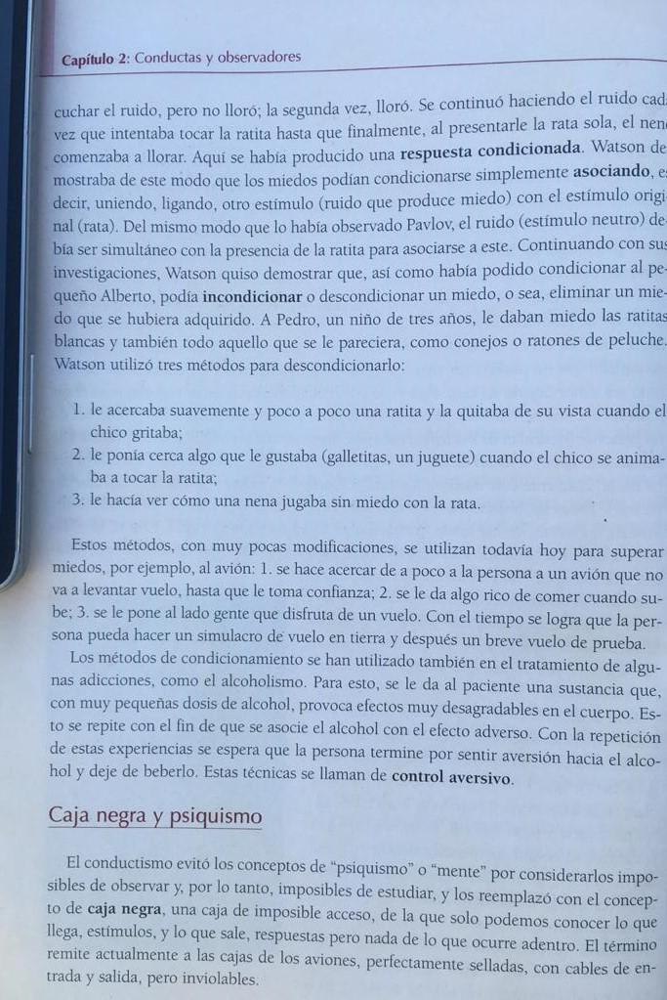 Capítulo 2: Conductas y observadores
cuchar el ruido, pero no lloró; la segunda vez, lloró. Se continuó haciendo el ruido cad
vez que intentaba tocar la ratita hasta que finalmente, al presentarle la rata sola, el nen
comenzaba a llorar. Aquí se había producido una respuesta condicionada. Watson de
mostraba de este modo que los miedos podían condicionarse simplemente asociando, e
decir, uniendo, ligando, otro estímulo (ruido que produce miedo) con el estímulo origi
nal (rata). Del mismo modo que lo había observado Pavlov, el ruido (estímulo neutro) de
bía ser simultáneo con la presencia de la ratita para asociarse a este. Continuando con sus
investigaciones, Watson quiso demostrar que, así como había podido condicionar al pe-
queño Alberto, podía incondicionar o descondicionar un miedo, o sea, eliminar un mie-
do que se hubiera adquirido. A Pedro, un niño de tres años, le daban miedo las ratitas
blancas y también todo aquello que se le pareciera, como conejos o ratones de peluche.
Watson utilizó tres métodos para descondicionarlo:
1. le acercaba suavemente y poco a poco una ratita y la quitaba de su vista cuando el
chico gritaba;
2. le ponía cerca algo que le gustaba (galletitas, un juguete) cuando el chico se anima-
ba a tocar la ratita;
3. le hacía ver cómo una nena jugaba sin miedo con la rata.
Estos métodos, con muy pocas modificaciones, se utilizan todavía hoy para superar
miedos, por ejemplo, al avión: 1. se hace acercar de a poco a la persona a un avión que no
va a levantar vuelo, hasta que le toma confianza; 2. se le da algo rico de comer cuando su-
be; 3. se le pone al lado gente que disfruta de un vuelo. Con el tiempo se logra que la per-
sona pueda hacer un simulacro de vuelo en tierra y después un breve vuelo de prueba.
Los métodos de condicionamiento se han utilizado también en el tratamiento de algu-
nas adicciones, como el alcoholismo. Para esto, se le da al paciente una sustancia que,
con muy pequeñas dosis de alcohol, provoca efectos muy desagradables en el cuerpo. Es-
to se repite con el fin de que se asocie el alcohol con el efecto adverso. Con la repetición
de estas experiencias se espera que la persona termine por sentir aversión hacia el alco-
hol y deje de beberlo. Estas técnicas se llaman de control aversivo.
Caja negra y psiquismo
El conductismo evitó los conceptos de “psiquismo” o “mente” por considerarlos impo-
sibles de observar y, por lo tanto, imposibles de estudiar, y los reemplazó con el concep-
to de caja negra, una caja de imposible acceso, de la que solo podemos conocer lo que
llega, estímulos, y lo que sale, respuestas pero nada de lo que ocurre adentro. El término
remite actualmente a las cajas de los aviones, perfectamente selladas, con cables de en-
trada y salida, pero inviolables.